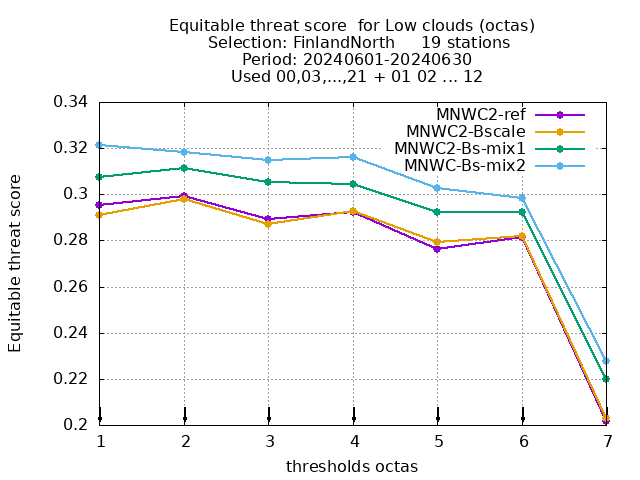 Equitable threat score  for Low clouds (octas)
Selection: FinlandNorth     19 stations
Period: 20240601-20240630
Used 00,03,...,21 + 01 02 ... 12
MNWC2-ref
MNWC2-Bscale
MNWC2-Bs-mix1
MNWC-Bs-mix2
Equitable threat score
0.34
0.32
0.3
0.28
0.26
0.24
0.22
0.2
1 2 3 4 5 6 7
thresholds octas